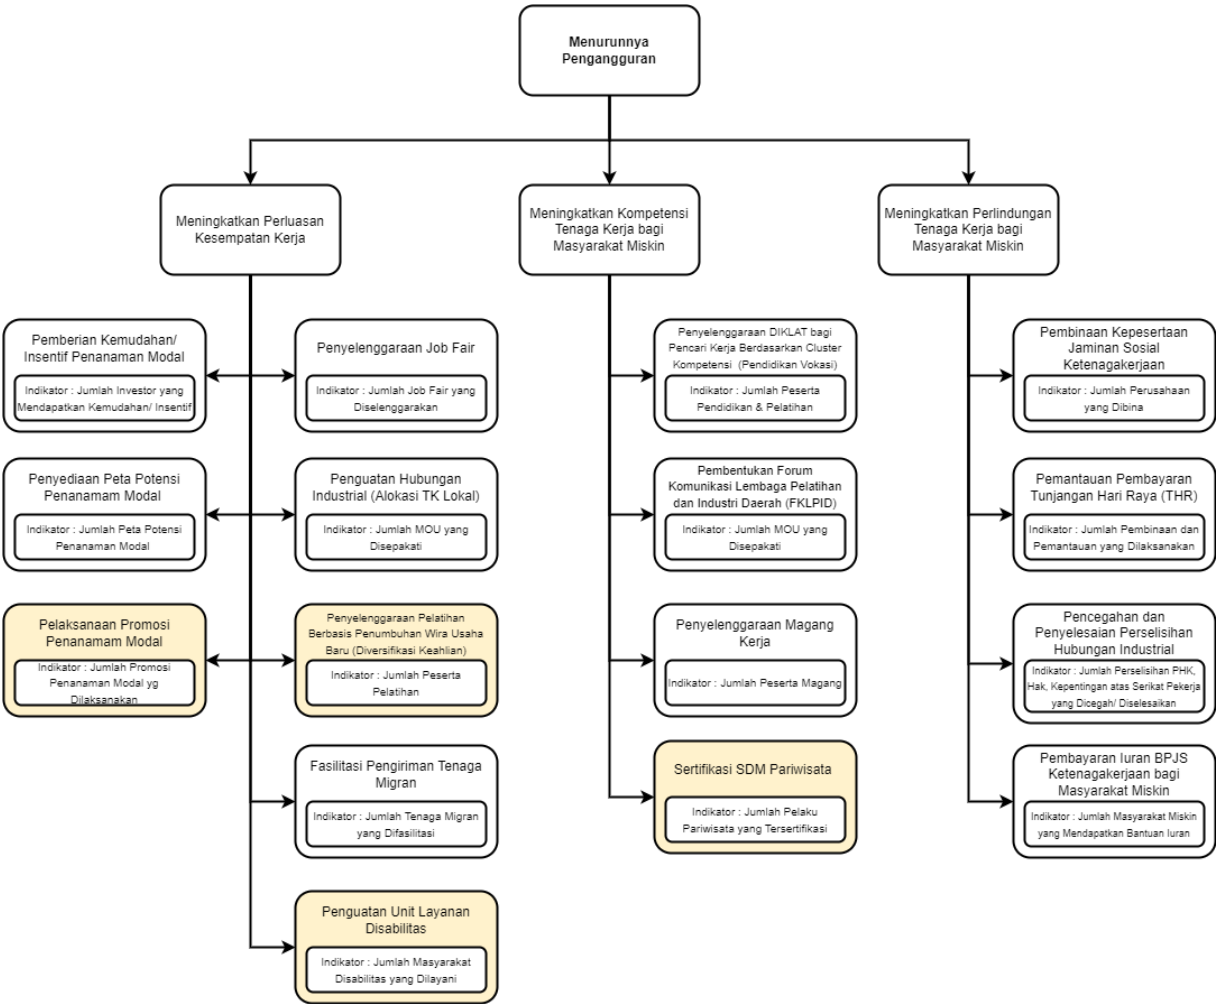 Menurunnya
Pengangguran
Meningkatkan Perluasan
Kesempatan Kerja
Meningkatkan Kompetensi
Tenaga Kerja bagi
Masyarakat Miskin
Meningkatkan Perlindungan
Tenaga Kerja bagi
Masyarakat Miskin
Pemberian Kemudahan/
Insentif Penanaman Modal
Indikator : Jumlah Investor yang
Mendapatkan Kemudahan/ Insentif
Penyelenggaraan Job Fair
Indikator : Jumlah Job Fair yang
Diselenggarakan
Penyelenggaraan DIKLAT bagi
Pencari Kerja Berdasarkan Cluster
Kompetensi (Pendidikan Vokasi)
Indikator : Jumlah Peserta
Pendidikan & Pelatihan
Pembinaan Kepesertaan
Jaminan Sosial
Ketenagakerjaan
Indikator : Jumlah Perusahaan
yang Dibina
Penyediaan Peta Potensi
Penanamam Modal
Indikator : Jumlah Peta Potensi
Penanaman Modal
Penguatan Hubungan
Industrial (Alokasi TK Lokal)
Indikator : Jumlah MOU yang
Disepakati
Pembentukan Forum
Komunikasi Lembaga Pelatihan
dan Industri Daerah (FKLPID)
Indikator : Jumlah MOU yang
Disepakati
Pemantauan Pembayaran
Tunjangan Hari Raya (THR)
Indikator : Jumlah Pembinaan dan
Pemantauan yang Dilaksanakan
Pelaksanaan Promosi
Penanamam Modal
Indikator : Jumlah Promosi
Penanaman Modal yg
Dilaksanakan
Penyelenggaraan Pelatihan
Berbasis Penumbuhan Wira Usaha
Baru (Diversifikasi Keahlian)
Indikator : Jumlah Peserta
Pelatihan
Penyelenggaraan Magang
Kerja
Indikator : Jumlah Peserta Magang
Pencegahan dan
Penyelesaian Perselisihan
Hubungan Industrial
Indikator : Jumlah Perselisihan PHK,
Hak, Kepentingan atas Serikat Pekerja
yang Dicegah/ Diselesaikan
Fasilitasi Pengiriman Tenaga
Migran
Indikator : Jumlah Tenaga Migran
yang Difasilitasi
Sertifikasi SDM Pariwisata
Indikator : Jumlah Pelaku
Pariwisata yang Tersertifikasi
Pembayaran Iuran BPJS
Ketenagakerjaan bagi
Masyarakat Miskin
Indikator : Jumlah Masyarakat Miskin
yang Mendapatkan Bantuan Iuran
Penguatan Unit Layanan
Disabilitas
Indikator : Jumlah Masyarakat
Disabilitas yang Dilayani